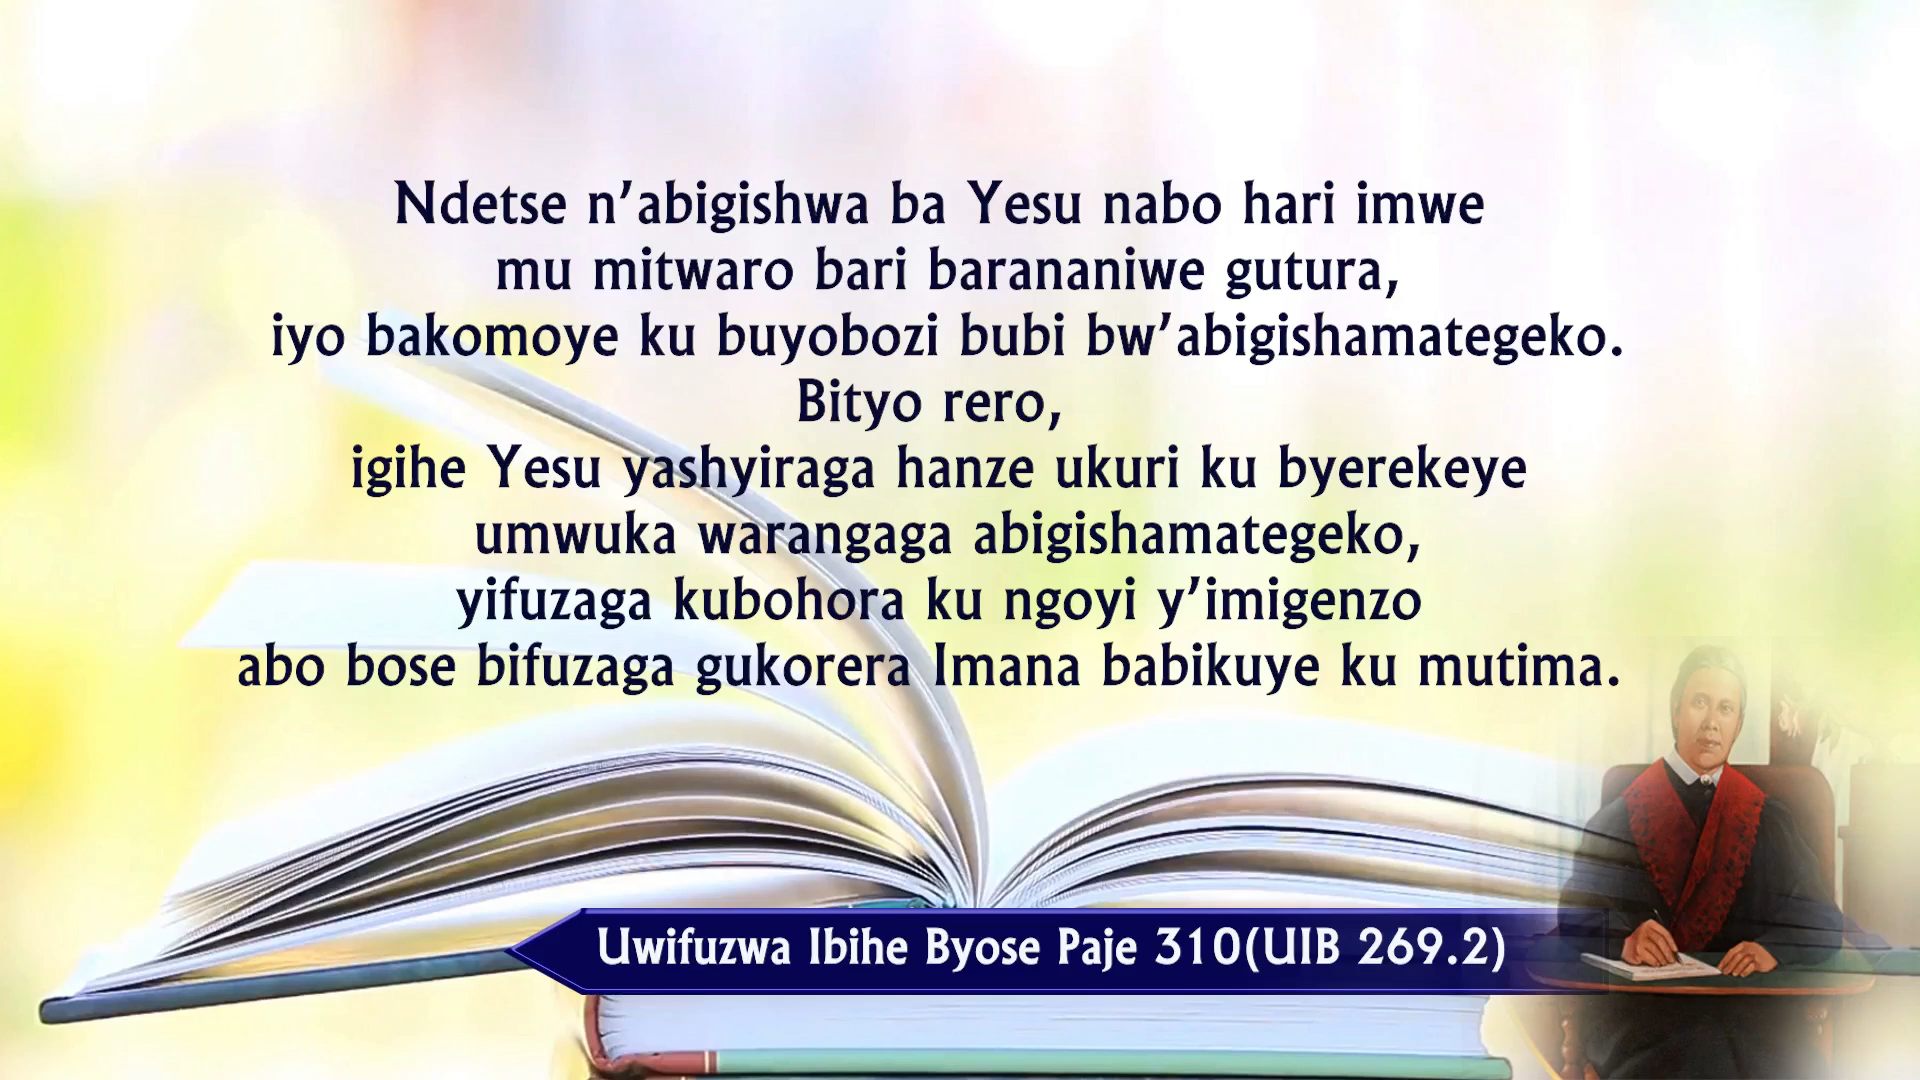 Ndetse n’abigishwa ba Yesu nabo hari imwe
mu mitwaro bari barananiwe gutura,
iyo bakomoye ku buyobozi bubi bw’abigishamategeko.
Bityo rero,
igihe Yesu yashyiraga hanze ukuri ku byerekeye
umwuka warangaga abigishamategeko,
yifuzaga kubohora ku ngoyi y’imigenzo
abo bose bifuzaga gukorera Imana babikuye ku mutima.
Uwifuzwa Ibihe Byose Paje 310(UIB 269.2)